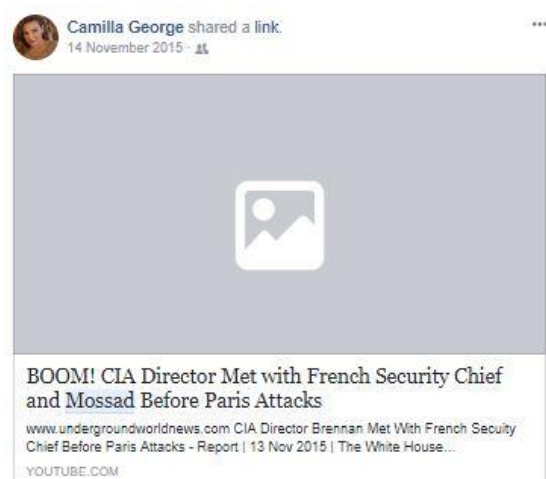 Camilla George shared a link.
14 November 2015 ·
BOOM! CIA Director Met with French Security Chief
and Mossad Before Paris Attacks
www.undergroundworldnews.com CIA Director Brennan Met With French Secuity
Chief Before Paris Attacks - Report | 13 Nov 2015 | The White House...
YOUTUBE.COM